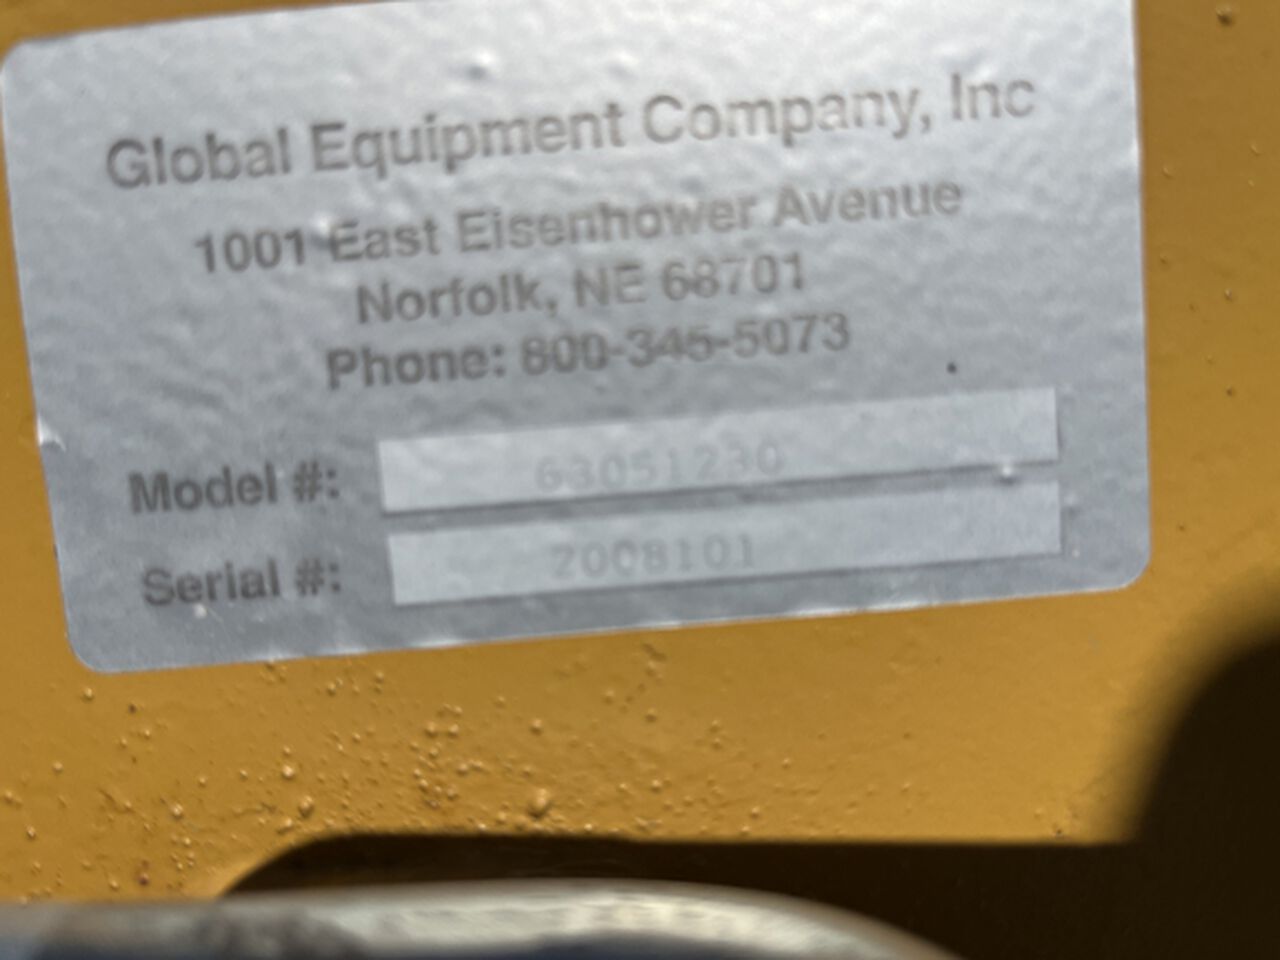 Global Equipment Company, Inc
1001 East Eisenhower Avenue
Norfolk, NE 68701
Phone: 800-345-5073
Model #: 63051230
Serial #: 2008101